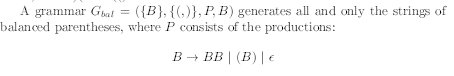 A grammar G_bal = ({B}, {(, )}, P, B) generates all and only the strings of
balanced parentheses, where P consists of the productions:
B → BB | (B) | ϵ